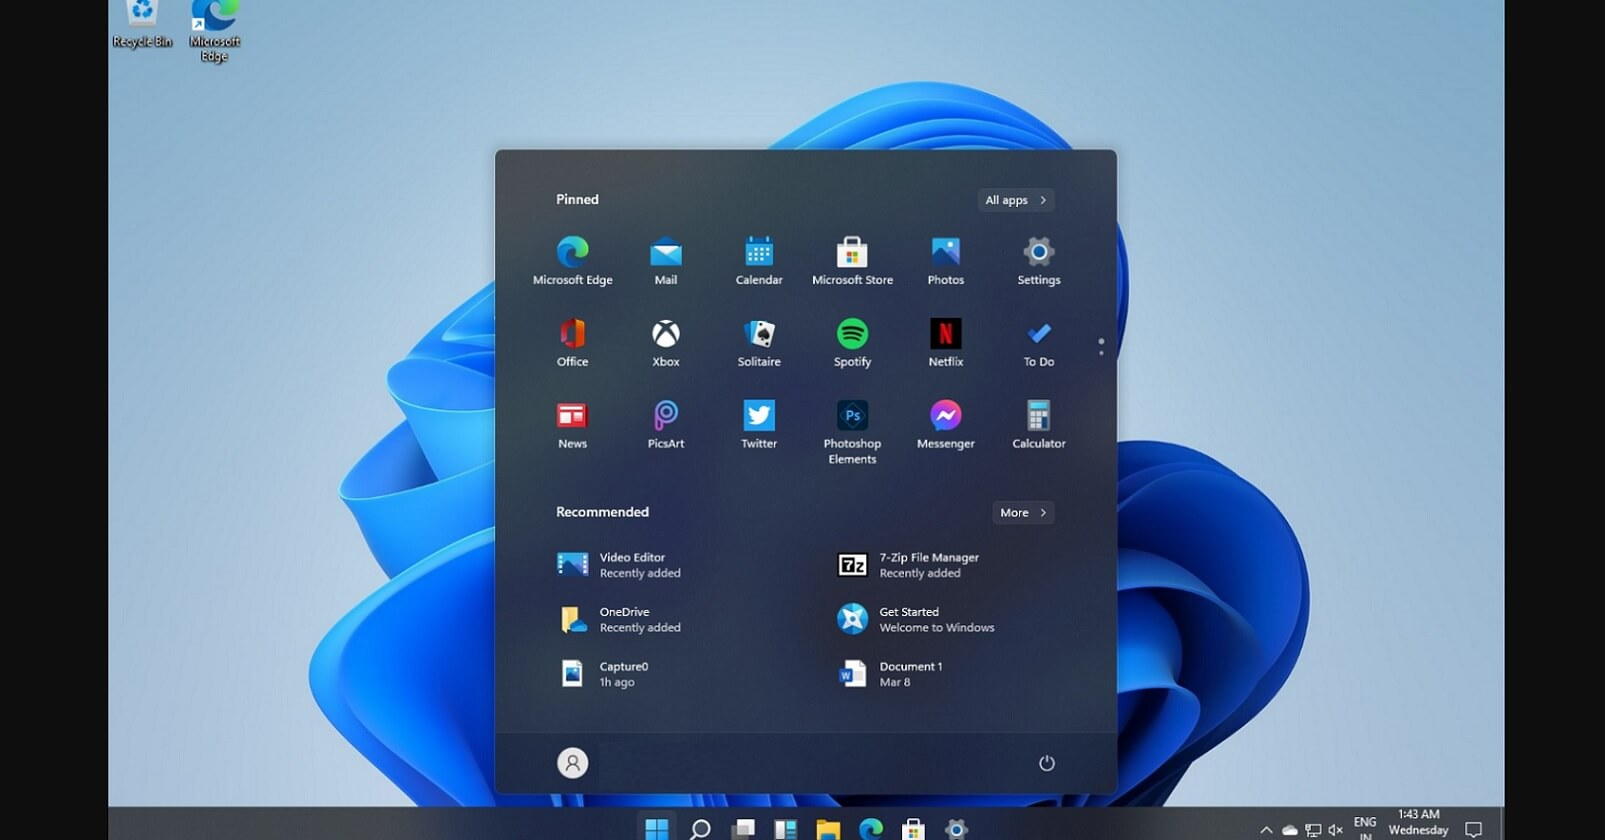 Recycle Bin
Microsoft
Edge
Pinned
All apps
Microsoft Edge
Mail
Calendar
Microsoft Store
Photos
Settings
Office
Xbox
Solitaire
Spotify
Netflix
To Do
News
PicsArt
Twitter
Ps
Photoshop
Elements
Messenger
Calculator
Recommended
More
Video Editor
Recently added
7z
7-Zip File Manager
Recently added
OneDrive
Recently added
Get Started
Welcome to Windows
Capture0
1h ago
W
Document 1
Mar 8
ENG
IN
1:43 AM
Wednesday